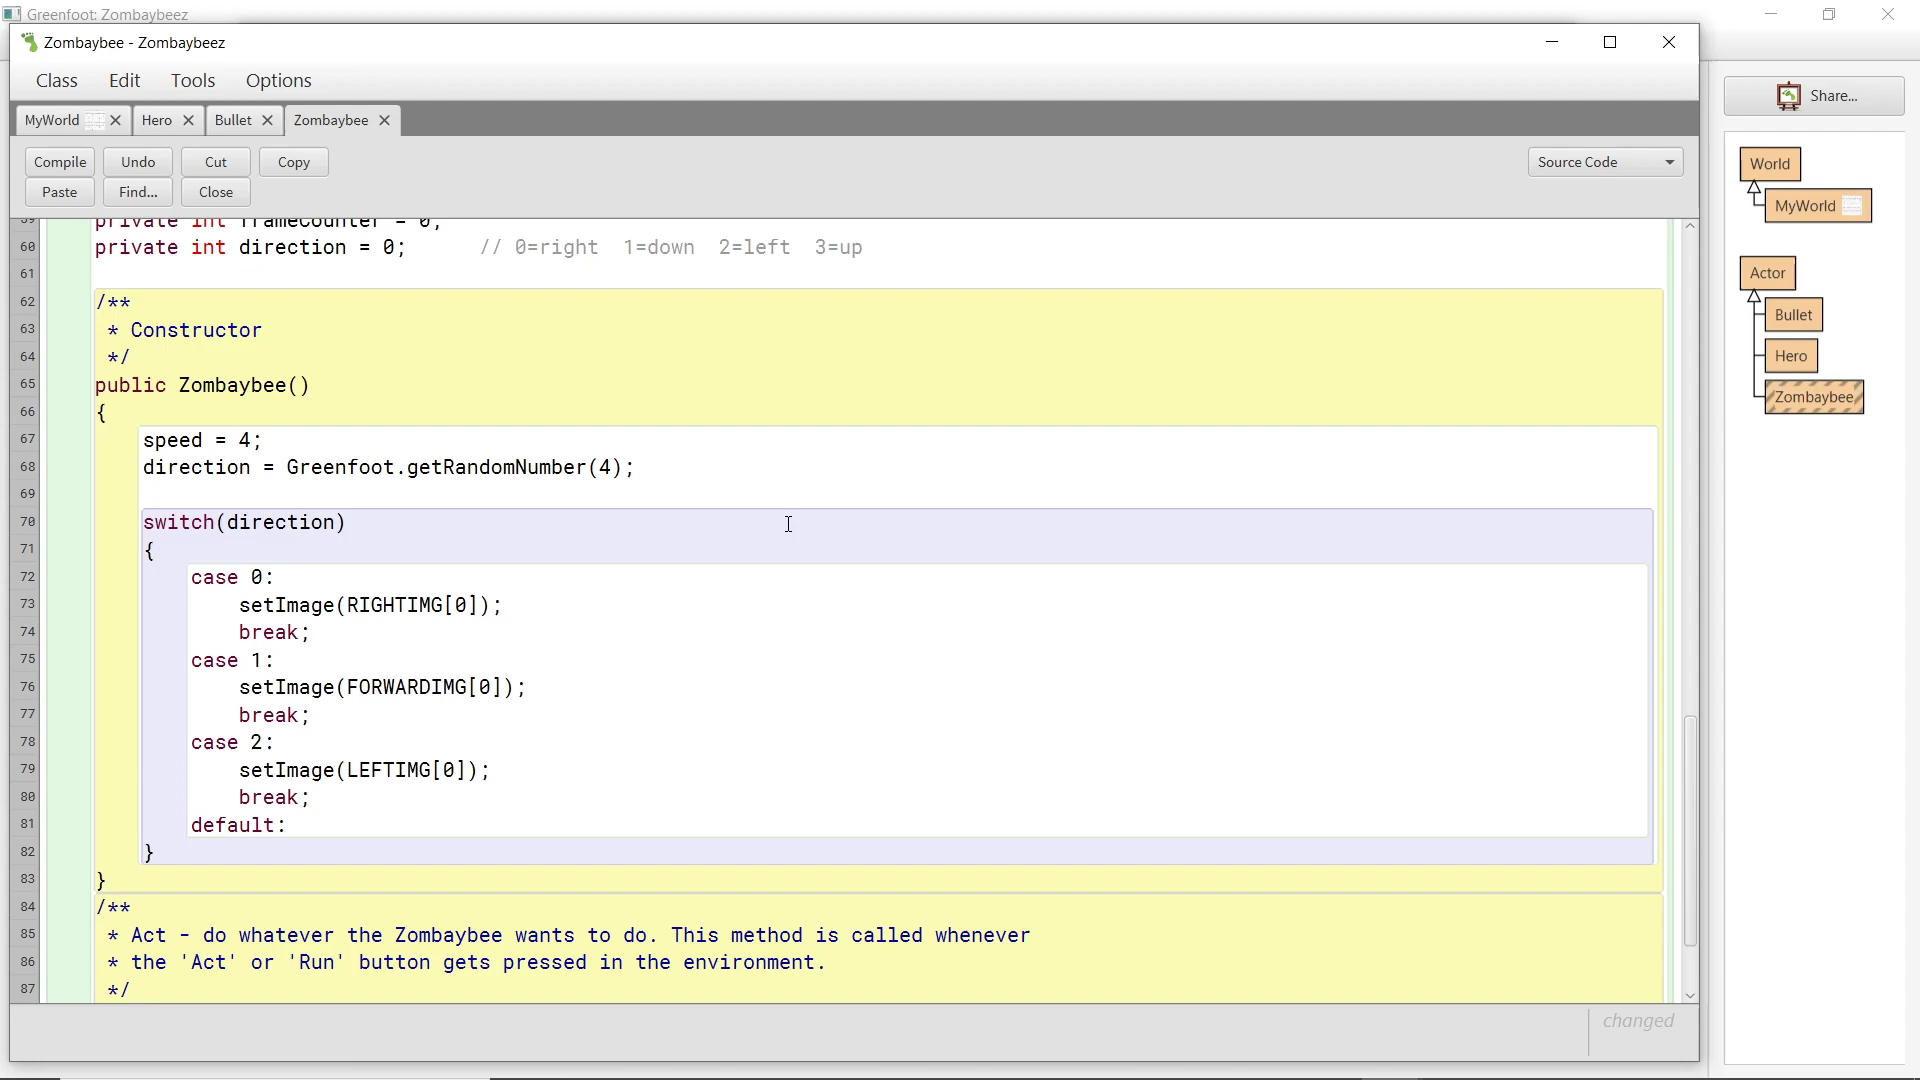 Greenfoot: Zombaybeez
Zombaybee - Zombaybeez
Class Edit Tools Options
MyWorld Hero Bullet Zombaybee
Compile Undo Cut Copy
Paste Find... Close
Source Code
59 private int frameCounter = 0;
60 private int direction = 0; // 0=right 1=down 2=left 3=up
61
62 /**
63 * Constructor
64 */
65 public Zombaybee()
66 {
67 speed = 4;
68 direction = Greenfoot.getRandomNumber(4);
69
70 switch(direction)
71 {
72 case 0:
73 setImage(RIGHTIMG[0]);
74 break;
75 case 1:
76 setImage(FORWARDIMG[0]);
77 break;
78 case 2:
79 setImage(LEFTIMG[0]);
80 break;
81 default:
82 }
83 }
84 /**
85 * Act - do whatever the Zombaybee wants to do. This method is called whenever
86 * the 'Act' or 'Run' button gets pressed in the environment.
87 */
changed
Share...
World
MyWorld
Actor
Bullet
Hero
Zombaybee